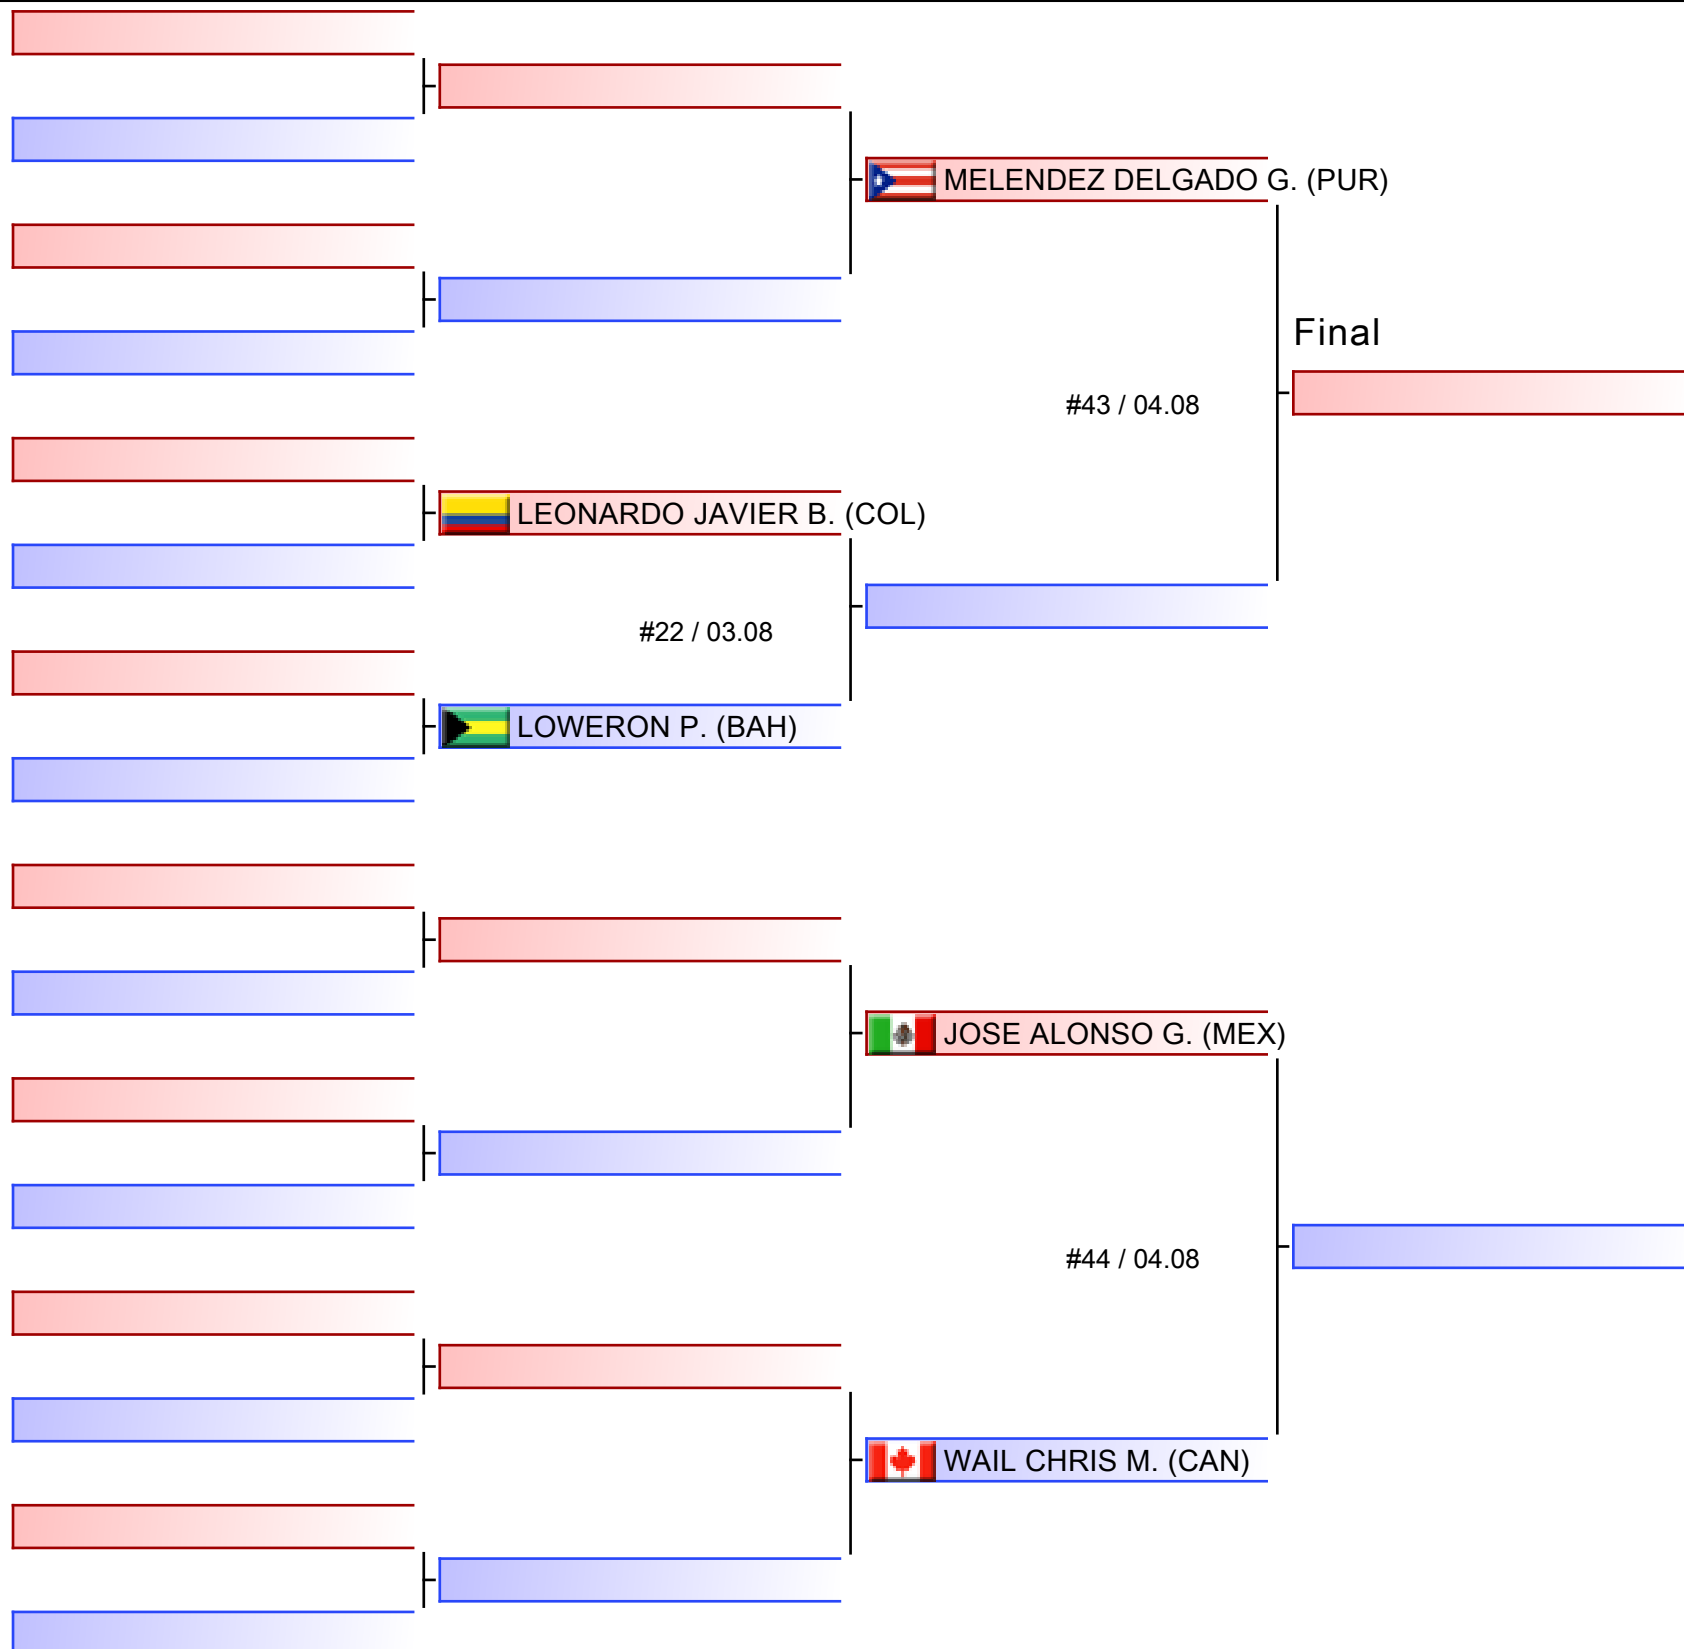 MELENDEZ DELGADO G. (PUR)
Final
#43 / 04.08
LEONARDO JAVIER B. (COL)
#22 / 03.08
LOWERON P. (BAH)
JOSE ALONSO G. (MEX)
#44 / 04.08
WAIL CHRIS M. (CAN)